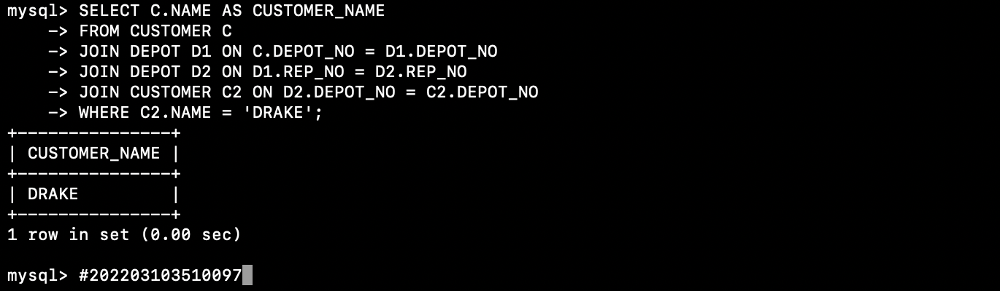 mysql> SELECT C.NAME AS CUSTOMER_NAME
    -> FROM CUSTOMER C
    -> JOIN DEPOT D1 ON C.DEPOT_NO = D1.DEPOT_NO
    -> JOIN DEPOT D2 ON D1.REP_NO = D2.REP_NO
    -> JOIN CUSTOMER C2 ON D2.DEPOT_NO = C2.DEPOT_NO
    -> WHERE C2.NAME = 'DRAKE';
+---------------+
| CUSTOMER_NAME |
+---------------+
| DRAKE         |
+---------------+
1 row in set (0.00 sec)

mysql> #202203103510097